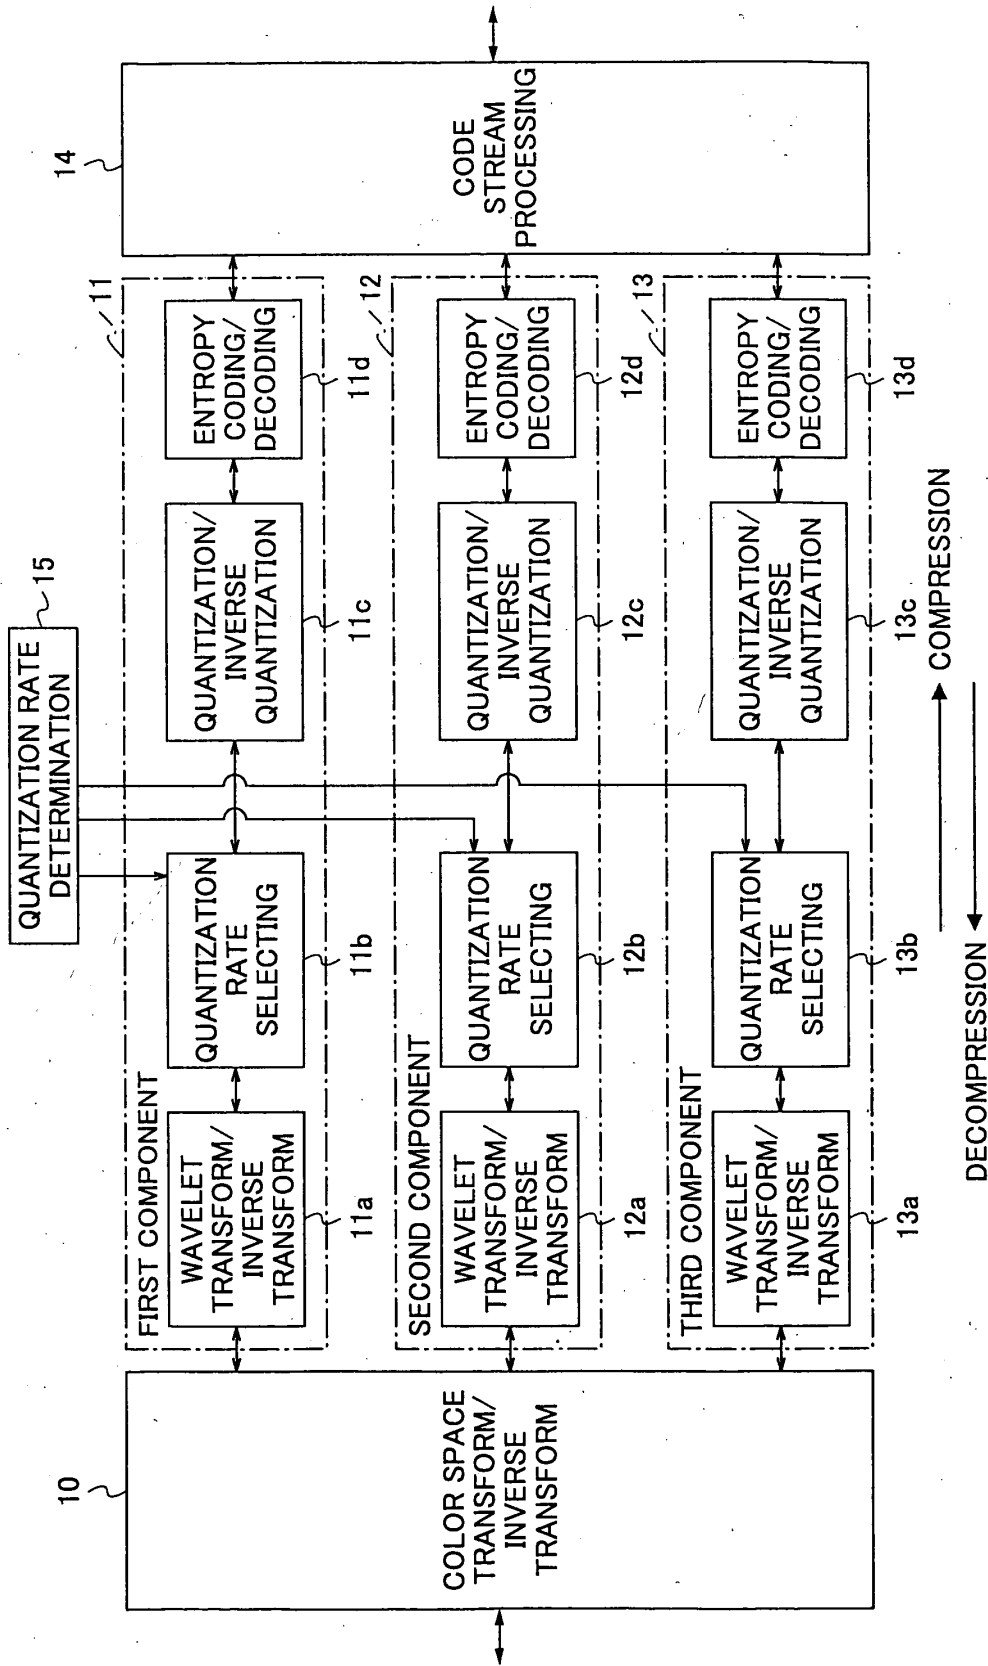 QUANTIZATION RATE
DETERMINATION
15
10
COLOR SPACE
TRANSFORM/
INVERSE
TRANSFORM
11
FIRST COMPONENT
WAVELET
TRANSFORM/
INVERSE
TRANSFORM
11a
QUANTIZATION
RATE
SELECTING
11b
QUANTIZATION/
INVERSE
QUANTIZATION
11c
ENTROPY
CODING/
DECODING
11d
12
SECOND COMPONENT
WAVELET
TRANSFORM/
INVERSE
TRANSFORM
12a
QUANTIZATION
RATE
SELECTING
12b
QUANTIZATION/
INVERSE
QUANTIZATION
12c
ENTROPY
CODING/
DECODING
12d
13
THIRD COMPONENT
WAVELET
TRANSFORM/
INVERSE
TRANSFORM
13a
QUANTIZATION
RATE
SELECTING
13b
QUANTIZATION/
INVERSE
QUANTIZATION
13c
ENTROPY
CODING/
DECODING
13d
14
CODE
STREAM
PROCESSING
COMPRESSION
DECOMPRESSION